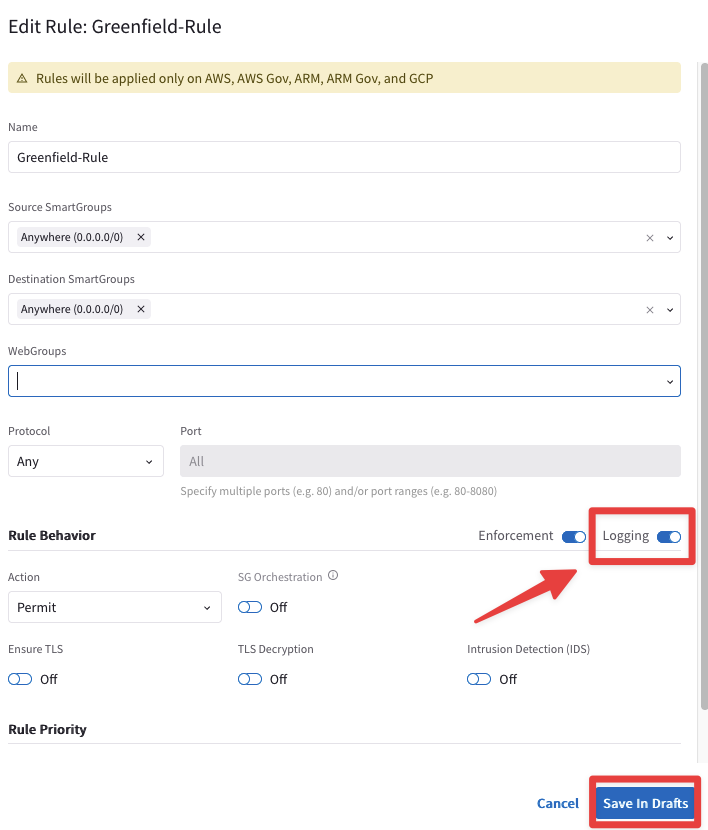 Edit Rule: Greenfield-Rule
Rules will be applied only on AWS, AWS Gov, ARM, ARM Gov, and GCP
Name
Greenfield-Rule
Source SmartGroups
Anywhere (0.0.0.0/0)
Destination SmartGroups
Anywhere (0.0.0.0/0)
WebGroups
Protocol Port
Any All
Specify multiple ports (e.g. 80) and/or port ranges (e.g. 80-8080)
Rule Behavior Enforcement Logging
Action SG Orchestration
Permit Off
Ensure TLS TLS Decryption Intrusion Detection (IDS)
Off Off Off
Rule Priority
Cancel Save In Drafts